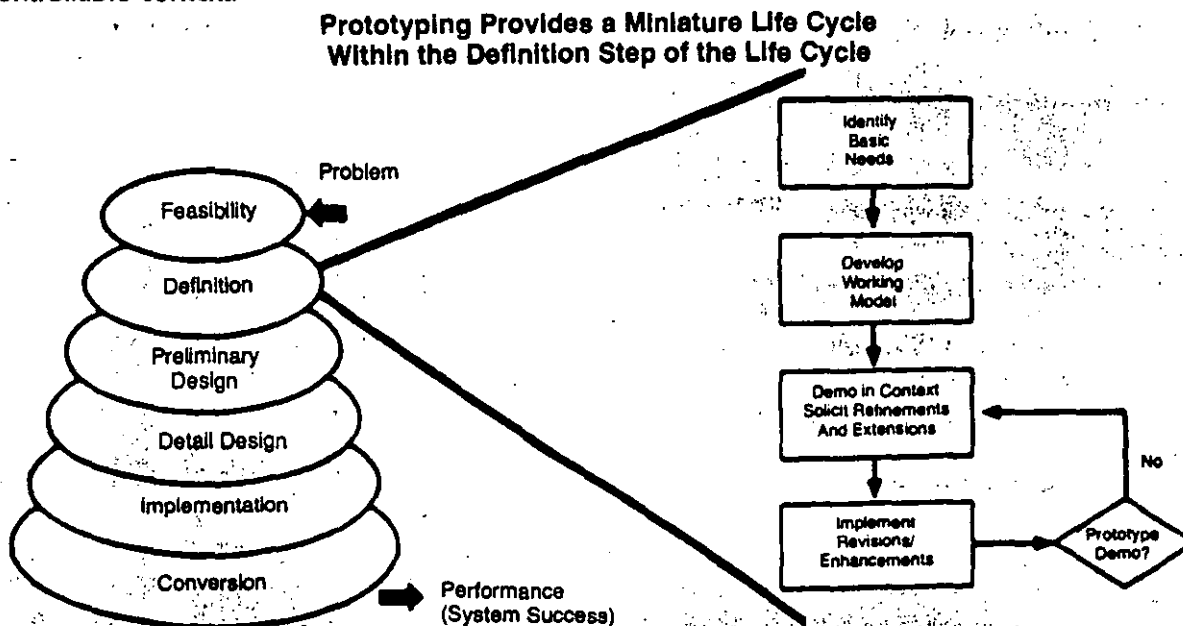 Prototyping Provides a Miniature Life Cycle
Within the Definition Step of the Life Cycle
Problem
Feasibility
Definition
Preliminary
Design
Detail Design
Implementation
Conversion
Performance
(System Success)
Identify
Basic
Needs
Develop
Working
Model
Demo in Context
Solicit Refinements
And Extensions
Implement
Revisions/
Enhancements
Prototype
Demo?
No